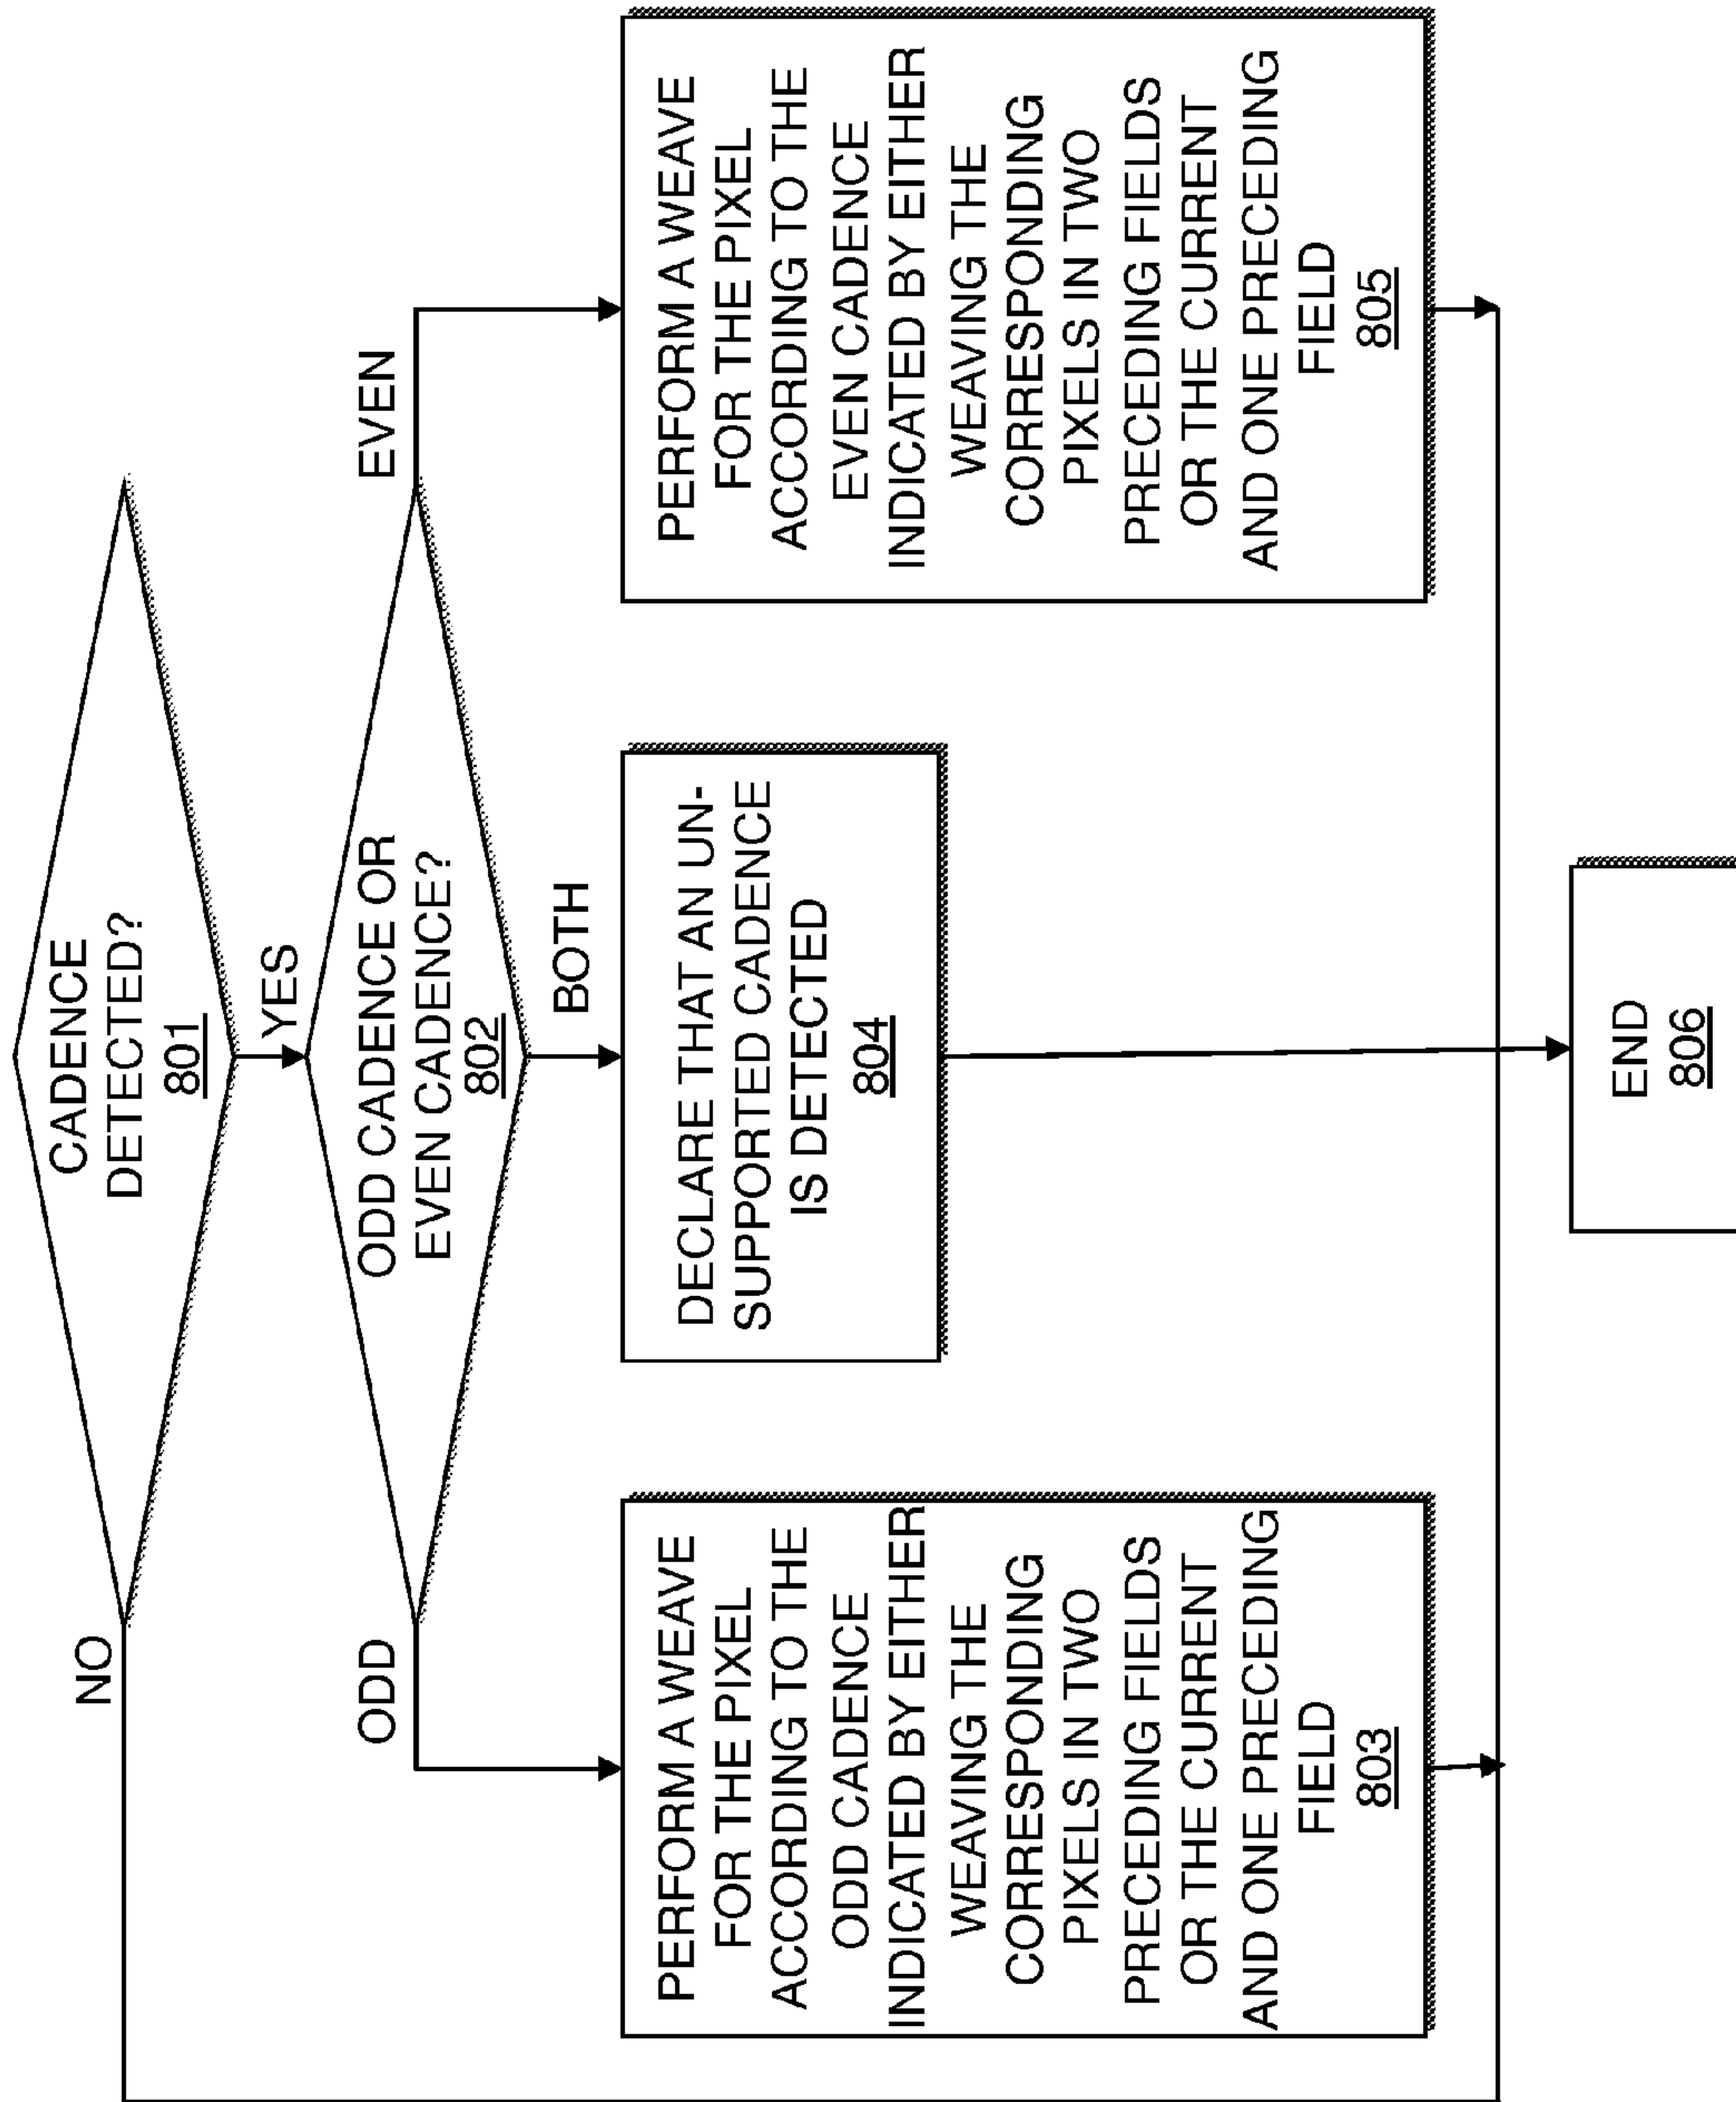 CADENCE
DETECTED?
801
NO
YES
ODD CADENCE OR
EVEN CADENCE?
802
ODD
BOTH
EVEN
PERFORM A WEAVE
FOR THE PIXEL
ACCORDING TO THE
ODD CADENCE
INDICATED BY EITHER
WEAVING THE
CORRESPONDING
PIXELS IN TWO
PRECEDING FIELDS
OR THE CURRENT
AND ONE PRECEDING
FIELD
803
DECLARE THAT AN UN-
SUPPORTED CADENCE
IS DETECTED
804
PERFORM A WEAVE
FOR THE PIXEL
ACCORDING TO THE
EVEN CADENCE
INDICATED BY EITHER
WEAVING THE
CORRESPONDING
PIXELS IN TWO
PRECEDING FIELDS
OR THE CURRENT
AND ONE PRECEDING
FIELD
805
END
806